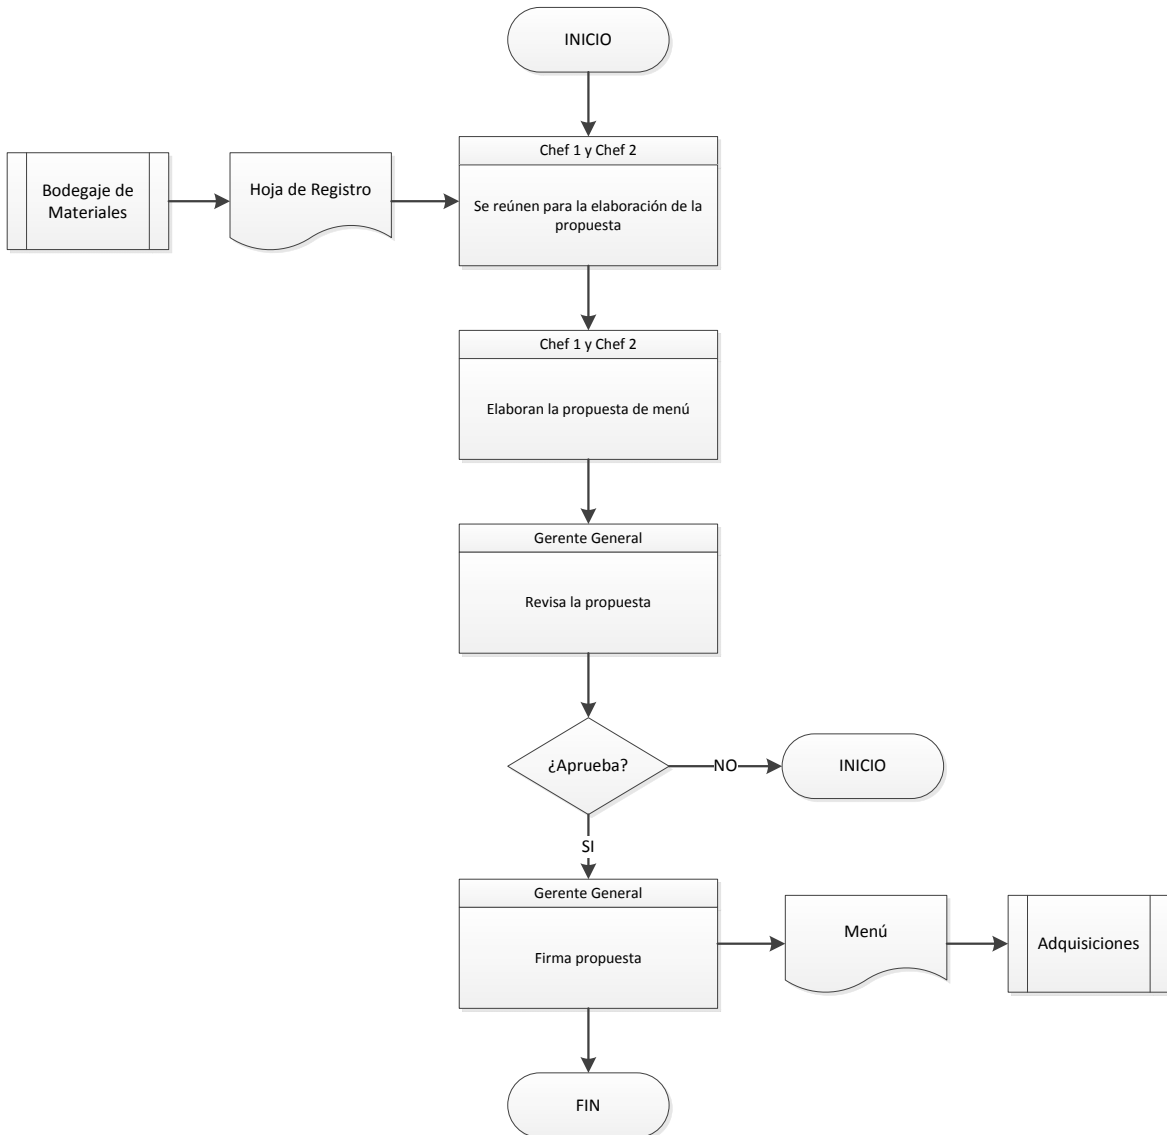 INICIO
Chef 1 y Chef 2
Bodegaje de
Materiales
Hoja de Registro
Se reúnen para la elaboración de la
propuesta
Chef 1 y Chef 2
Elaboran la propuesta de menú
Gerente General
Revisa la propuesta
¿Aprueba?
NO
INICIO
SI
Gerente General
Firma propuesta
Menú
Adquisiciones
FIN